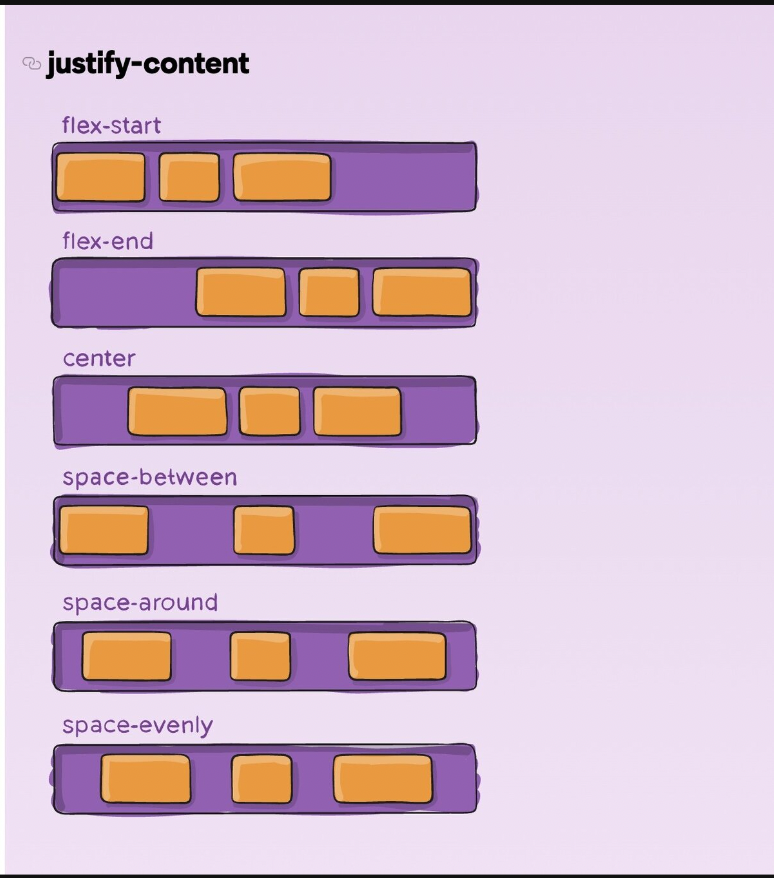 justify-content
flex-start
flex-end
center
space-between
space-around
space-evenly